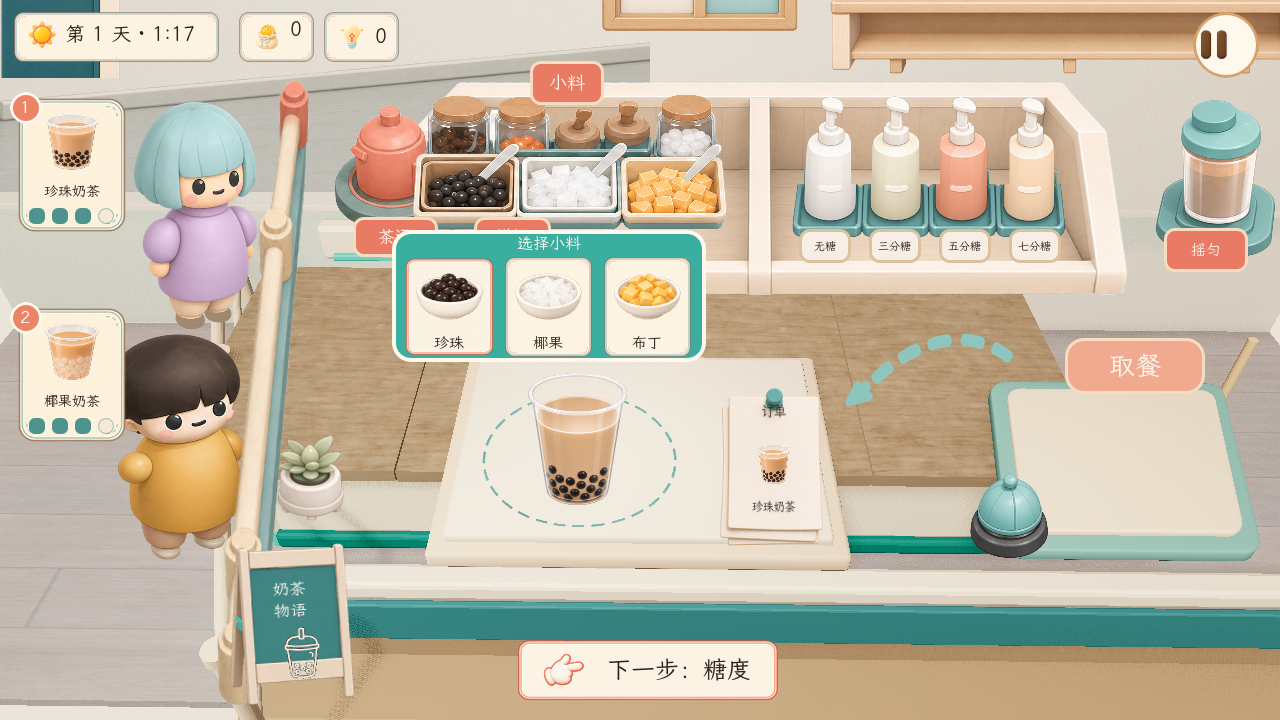 第 1 天·1:17
0
0
1
珍珠奶茶
2
椰果奶茶
小料
选择小料
珍珠
椰果
布丁
无糖
三分糖
五分糖
七分糖
摇匀
取餐
订单
珍珠奶茶
奶茶
物语
下一步：糖度